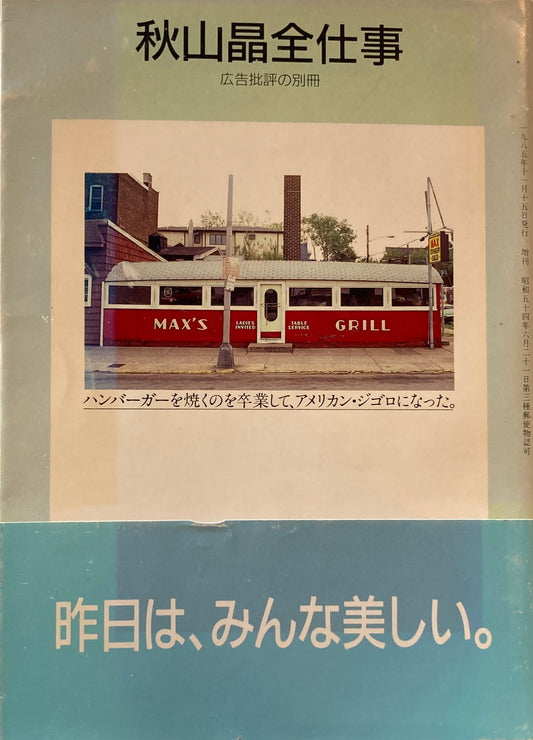 秋山晶全仕事
広告批評の別冊
MAX'S
LADIES INVITED
TABLE SERVICE
GRILL
MAX
ハンバーガーを焼くのを卒業して、アメリカン・ジゴロになった。
一九八五年十一月十五日発行 増刊 昭和五十四年六月二十一日第三種郵便物認可
昨日は、みんな美しい。